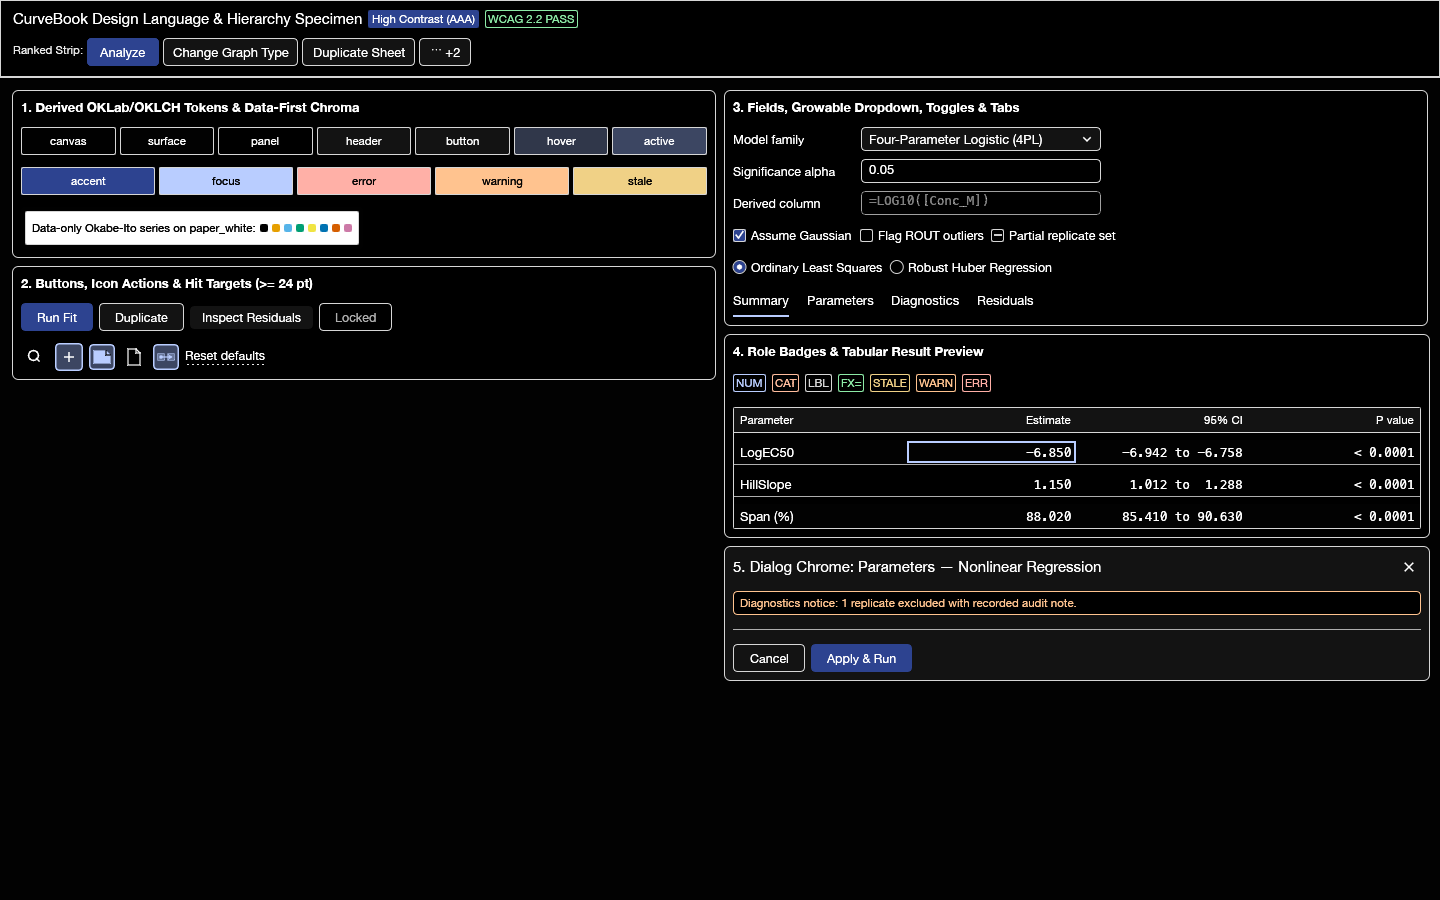 CurveBook Design Language & Hierarchy Specimen High Contrast (AAA) WCAG 2.2 PASS
Ranked Strip: Analyze Change Graph Type Duplicate Sheet ··· +2
1. Derived OKLab/OKLCH Tokens & Data-First Chroma
canvas surface panel header button hover active
accent focus error warning stale
Data-only Okabe-Ito series on paper_white:
2. Buttons, Icon Actions & Hit Targets (>= 24 pt)
Run Fit Duplicate Inspect Residuals Locked
Reset defaults
3. Fields, Growable Dropdown, Toggles & Tabs
Model family Four-Parameter Logistic (4PL)
Significance alpha 0.05
Derived column =LOG10([Conc_M])
Assume Gaussian Flag ROUT outliers Partial replicate set
Ordinary Least Squares Robust Huber Regression
Summary Parameters Diagnostics Residuals
4. Role Badges & Tabular Result Preview
NUM CAT LBL FX= STALE WARN ERR
Parameter Estimate 95% CI P value
LogEC50 −6.850 −6.942 to −6.758 < 0.0001
HillSlope 1.150 1.012 to 1.288 < 0.0001
Span (%) 88.020 85.410 to 90.630 < 0.0001
5. Dialog Chrome: Parameters — Nonlinear Regression
Diagnostics notice: 1 replicate excluded with recorded audit note.
Cancel Apply & Run